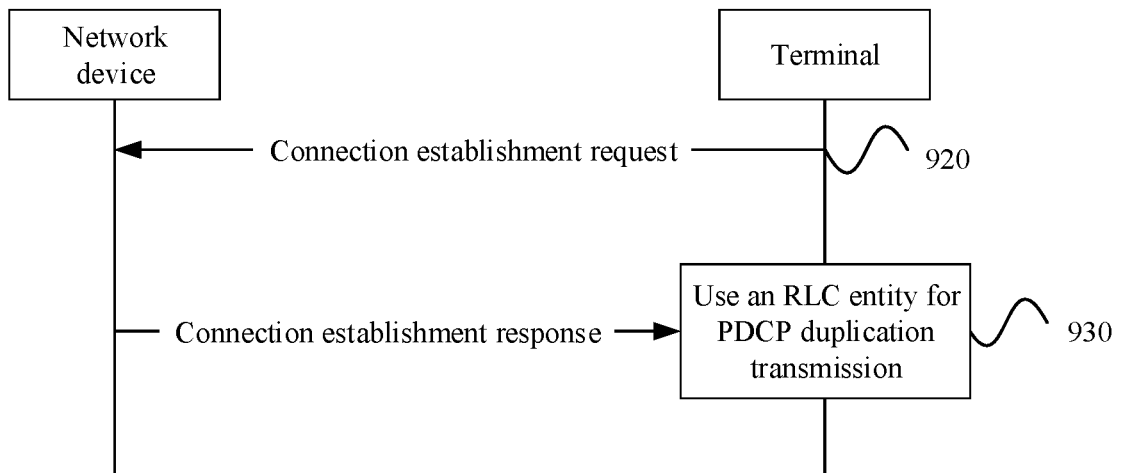 Network
device
Terminal
Connection establishment request
920
Use an RLC entity for
PDCP duplication
transmission
Connection establishment response
930